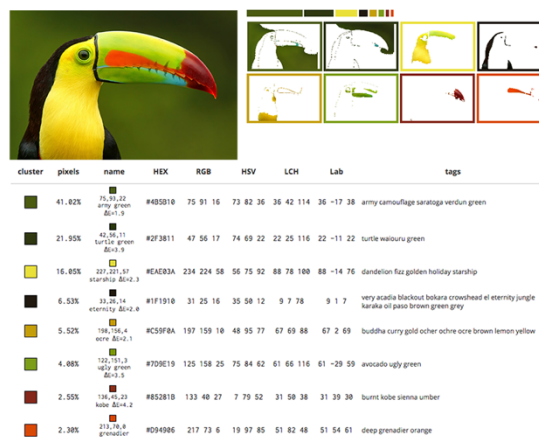 cluster pixels name HEX RGB HSV LCH Lab tags
41.02% 75,93,22 army green ΔE=1.9 #4B5B10 75 91 16 73 82 36 36 42 114 36 -17 38 army camouflage saratoga verdun green
21.95% 42,56,11 turtle green ΔE=3.9 #2F3811 47 56 17 74 69 22 22 25 116 22 -11 22 turtle waiouru green
16.05% 227,221,57 starship ΔE=2.3 #EAE03A 234 224 58 56 75 92 88 78 100 88 -14 76 dandelion fizz golden holiday starship
6.53% 33,26,14 eternity ΔE=2.0 #1F1910 31 25 16 35 50 12 9 7 78 9 1 7 very acadia blackout bokara crowshead el eternity jungle
karaka oil paso brown green grey
5.52% 198,156,4 ocre ΔE=2.1 #C59F0A 197 159 10 48 95 77 67 69 88 67 2 69 buddha curry gold ocher ochre ocre brown lemon yellow
4.08% 122,151,3 ugly green ΔE=3.5 #7D9E19 125 158 25 75 84 62 61 66 116 61 -29 59 avocado ugly green
2.55% 136,45,23 kobe ΔE=4.2 #85281B 133 40 27 7 79 52 31 50 38 31 39 30 burnt kobe sienna umber
2.30% 213,70,0 grenadier #D94906 217 73 6 19 97 85 51 82 48 51 54 61 deep grenadier orange